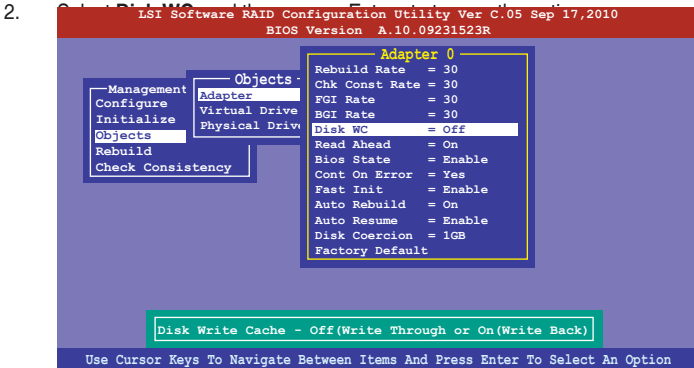 2.
Disk WC
LSI Software RAID Configuration Utility Ver C.05 Sep 17,2010
BIOS Version A.10.09231523R
Management
Configure
Initialize
Objects
Rebuild
Check Consistency
Objects
Adapter
Virtual Drive
Physical Driv
Adapter 0
Rebuild Rate = 30
Chk Const Rate = 30
FGI Rate = 30
BGI Rate = 30
Disk WC = Off
Read Ahead = On
Bios State = Enable
Cont On Error = Yes
Fast Init = Enable
Auto Rebuild = On
Auto Resume = Enable
Disk Coercion = 1GB
Factory Default
Disk Write Cache - Off(Write Through or On(Write Back)
Use Cursor Keys To Navigate Between Items And Press Enter To Select An Option